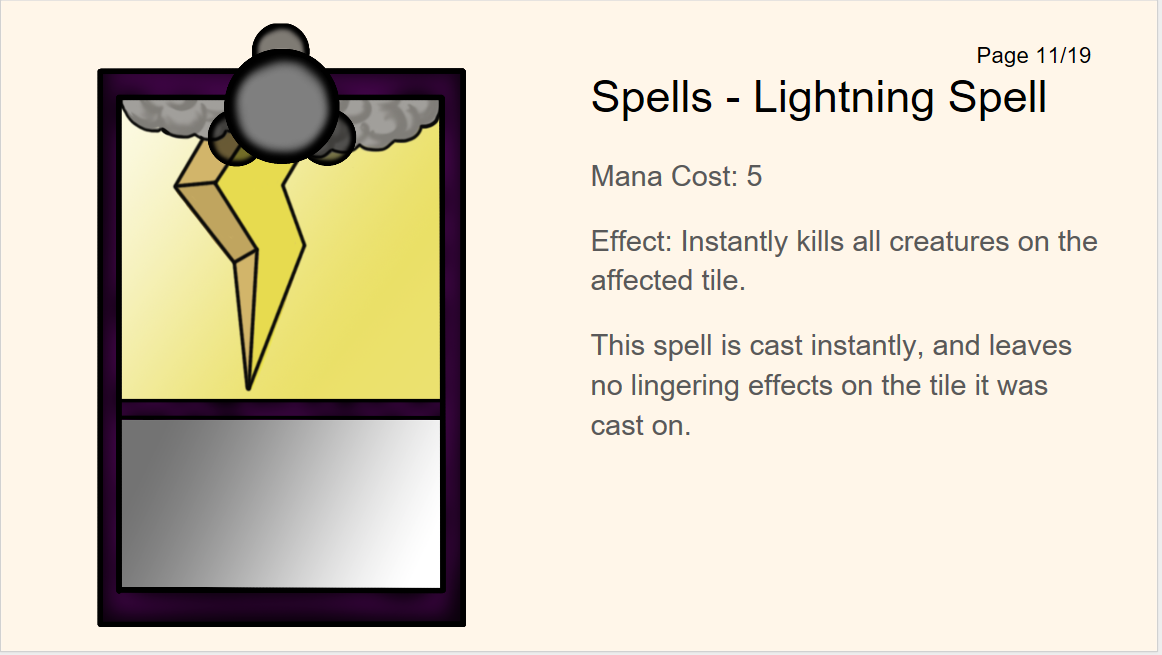 Page 11/19
Spells - Lightning Spell
Mana Cost: 5
Effect: Instantly kills all creatures on the
affected tile.
This spell is cast instantly, and leaves
no lingering effects on the tile it was
cast on.